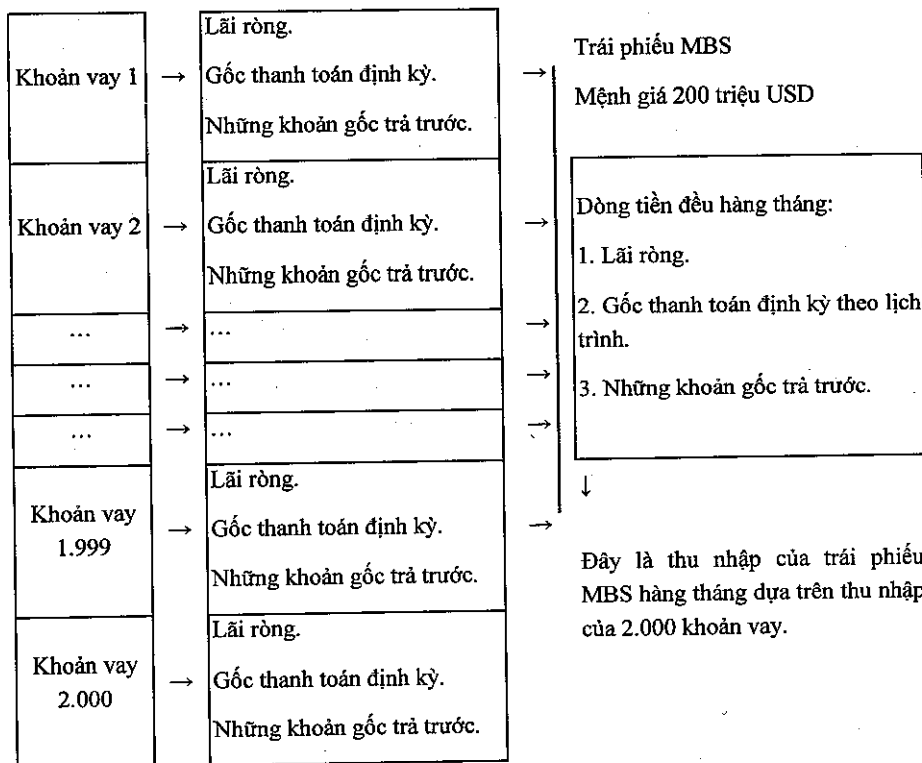 Khoản vay 1
→
Lãi ròng.
Gốc thanh toán định kỳ.
Những khoản gốc trả trước.
→
Khoản vay 2
→
Lãi ròng.
Gốc thanh toán định kỳ.
Những khoản gốc trả trước.
→
...
→
...
→
...
→
...
→
...
→
...
→
Khoản vay
1.999
→
Lãi ròng.
Gốc thanh toán định kỳ.
Những khoản gốc trả trước.
→
Khoản vay
2.000
→
Lãi ròng.
Gốc thanh toán định kỳ.
Những khoản gốc trả trước.
Trái phiếu MBS
Mệnh giá 200 triệu USD
Dòng tiền đều hàng tháng:
1. Lãi ròng.
2. Gốc thanh toán định kỳ theo lịch
trình.
3. Những khoản gốc trả trước.
↓
Đây là thu nhập của trái phiếu
MBS hàng tháng dựa trên thu nhập
của 2.000 khoản vay.